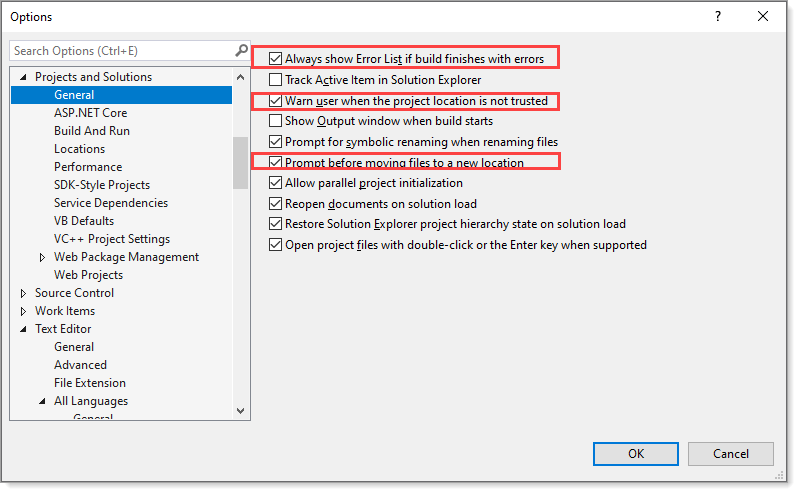 Options
?
Search Options (Ctrl+E)
Projects and Solutions
General
ASP.NET Core
Build And Run
Locations
Performance
SDK-Style Projects
Service Dependencies
VB Defaults
VC++ Project Settings
Web Package Management
Web Projects
Source Control
Work Items
Text Editor
General
Advanced
File Extension
All Languages
General
Always show Error List if build finishes with errors
Track Active Item in Solution Explorer
Warn user when the project location is not trusted
Show Output window when build starts
Prompt for symbolic renaming when renaming files
Prompt before moving files to a new location
Allow parallel project initialization
Reopen documents on solution load
Restore Solution Explorer project hierarchy state on solution load
Open project files with double-click or the Enter key when supported
OK
Cancel